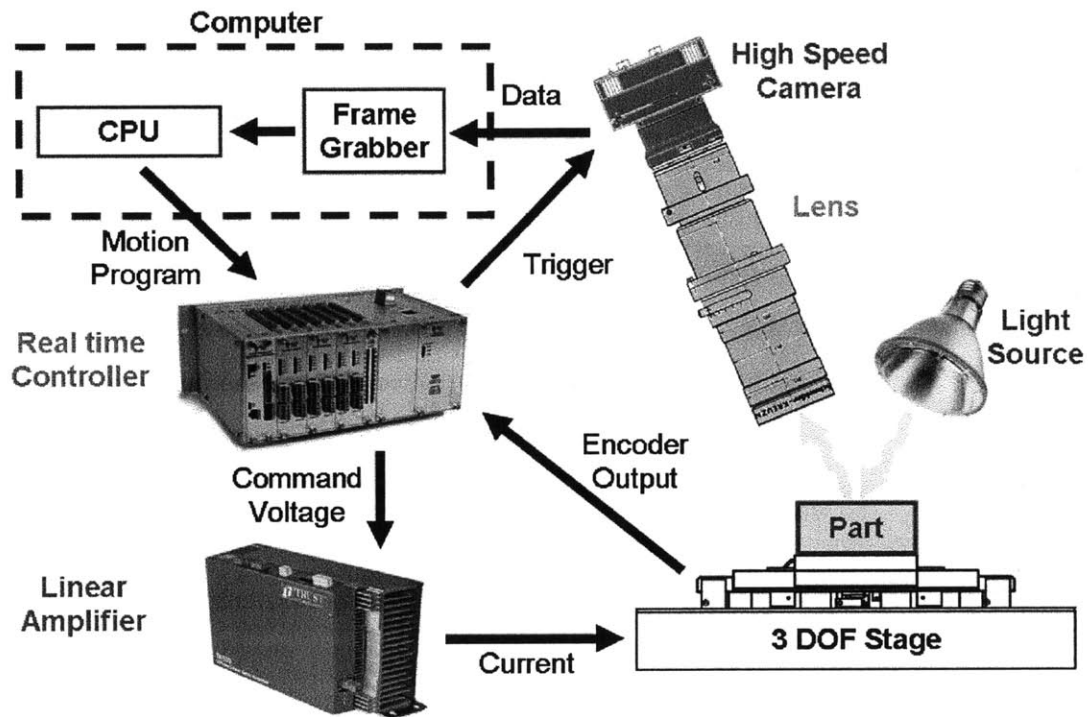 Computer
High Speed
Camera
Data
CPU
Frame
Grabber
Lens
Motion
Program
Trigger
Real time
Controller
Light
Source
Encoder
Output
Command
Voltage
Part
Linear
Amplifier
TRUST
Current
3 DOF Stage